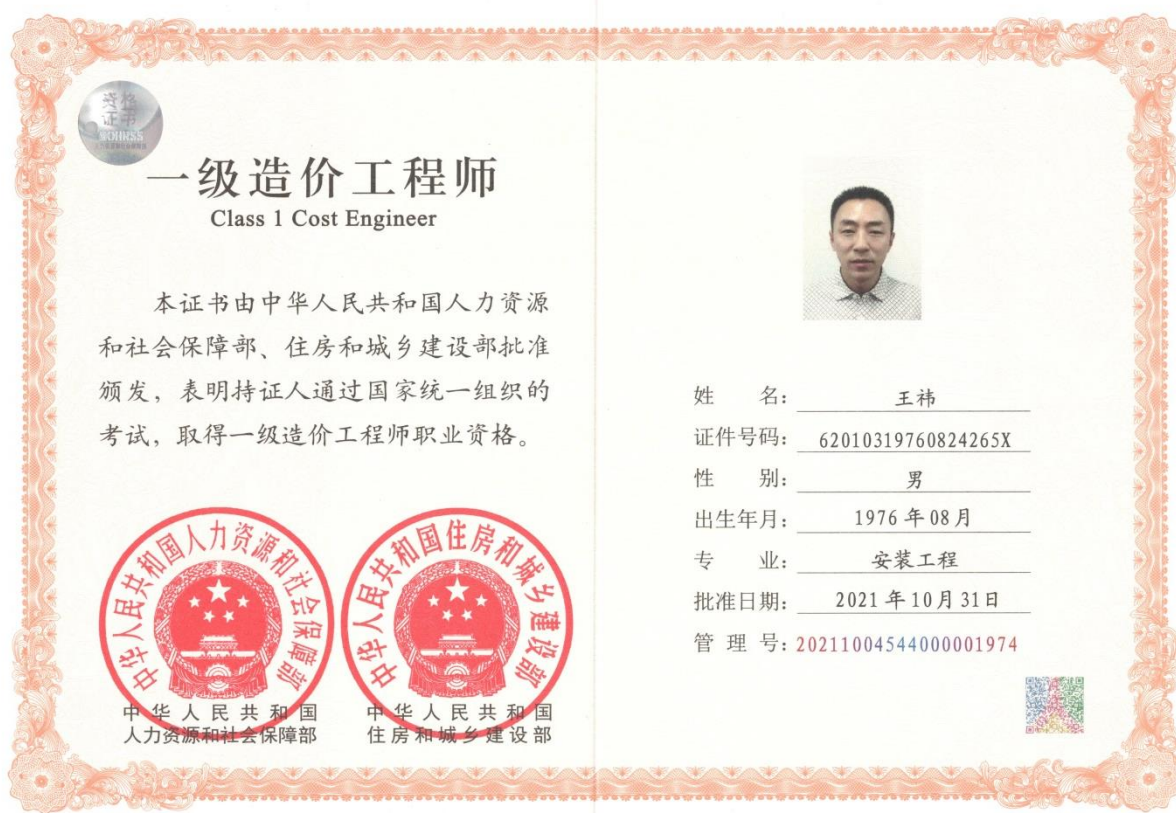 资格
证书
MOHRSS
一级造价工程师
Class 1 Cost Engineer
本证书由中华人民共和国人力资源
和社会保障部、住房和城乡建设部批准
颁发，表明持证人通过国家统一组织的
考试，取得一级造价工程师职业资格。
中华人民共和国人力资源和社会保障部
中华人民共和国住房和城乡建设部
中华人民共和国
人力资源和社会保障部
中华人民共和国
住房和城乡建设部
姓 名： 王祎
证件号码： 62010319760824265X
性 别： 男
出生年月： 1976年08月
专 业： 安装工程
批准日期： 2021年10月31日
管 理 号：20211004544000001974